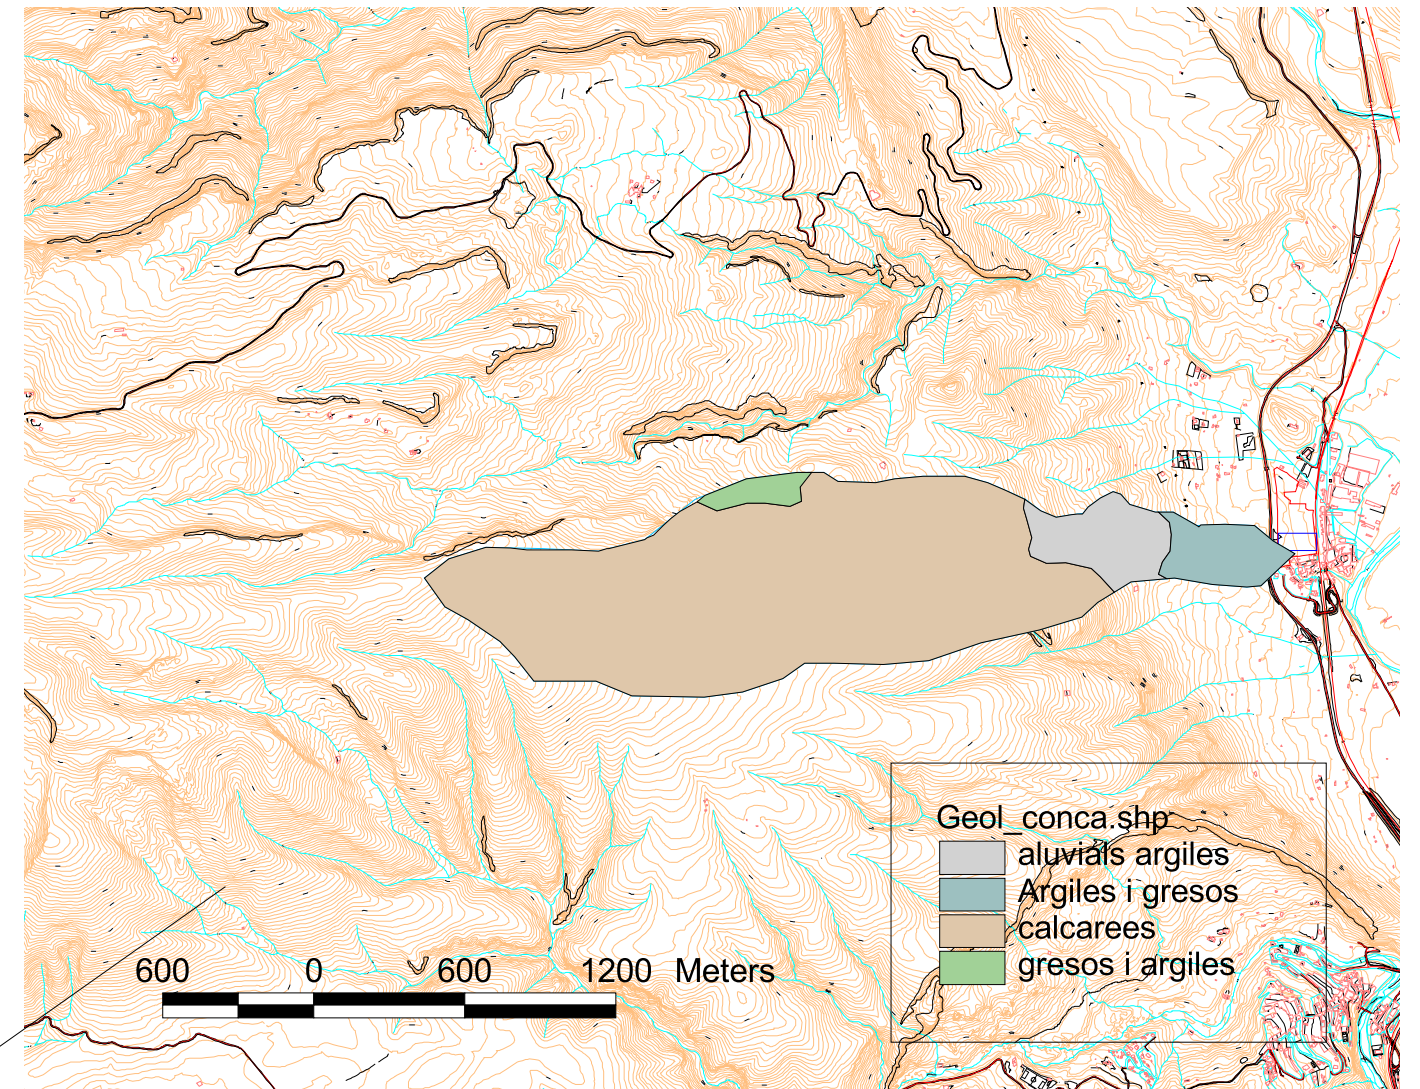 Geol_conca.shp
aluvials argiles
Argiles i gresos
calcarees
gresos i argiles
600 0 600 1200 Meters